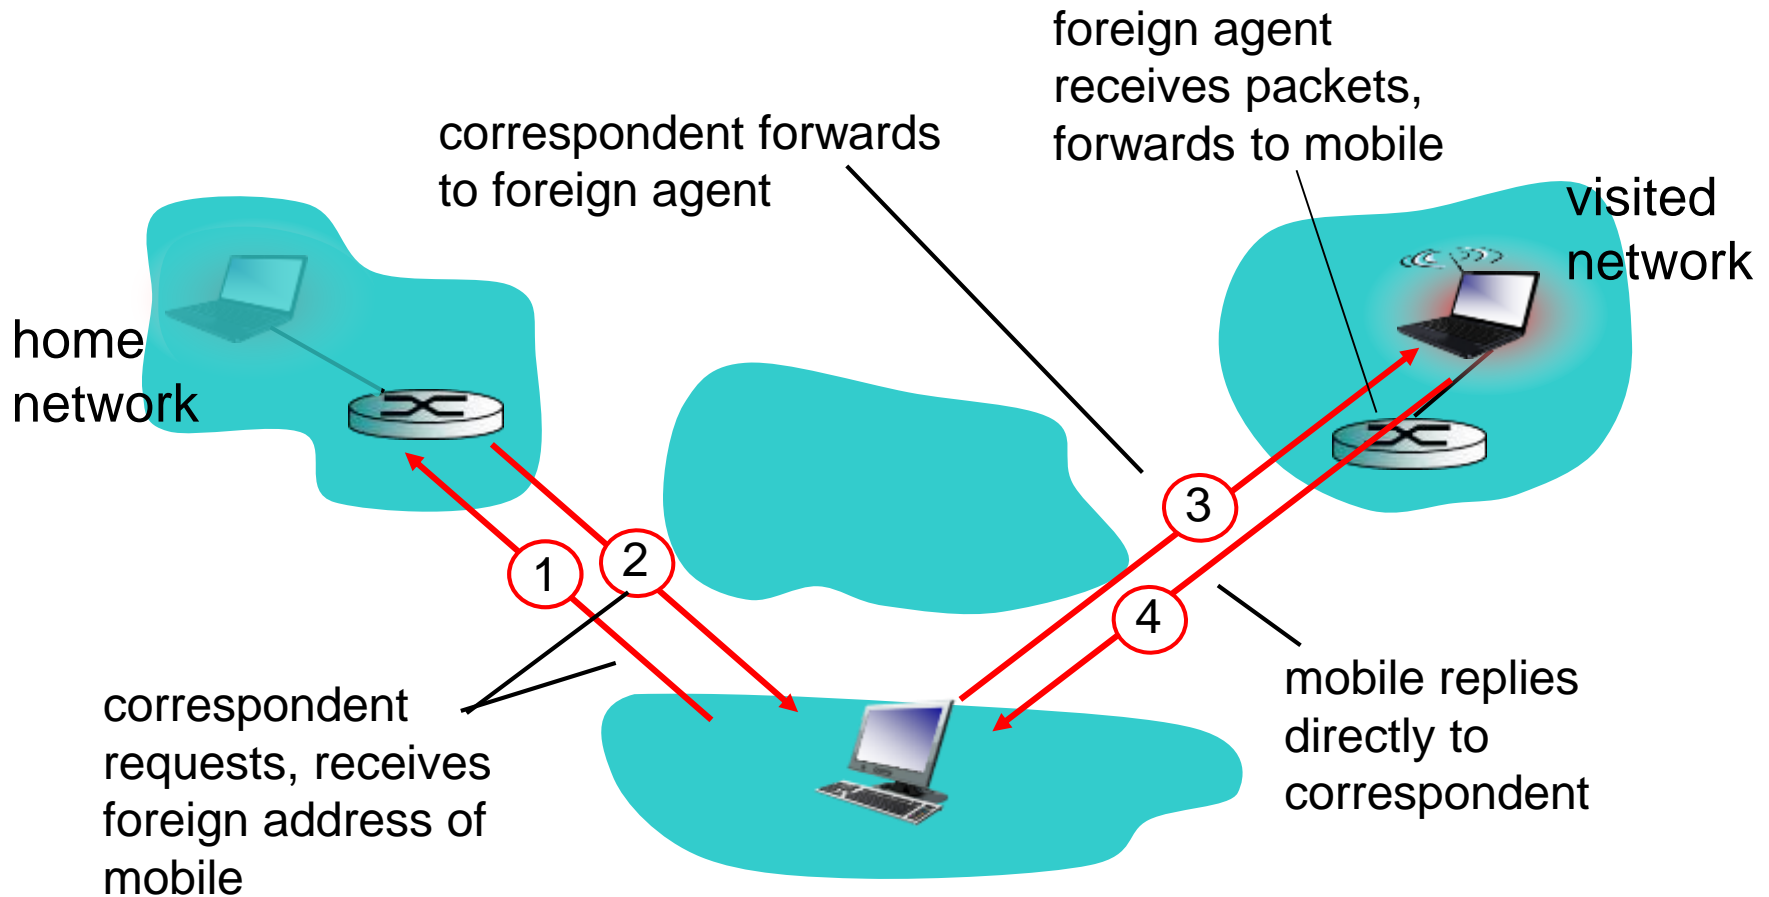 foreign agent
receives packets,
forwards to mobile
correspondent forwards
to foreign agent
visited
network
home
network
3
2
1
4
correspondent
requests, receives
foreign address of
mobile
mobile replies
directly to
correspondent